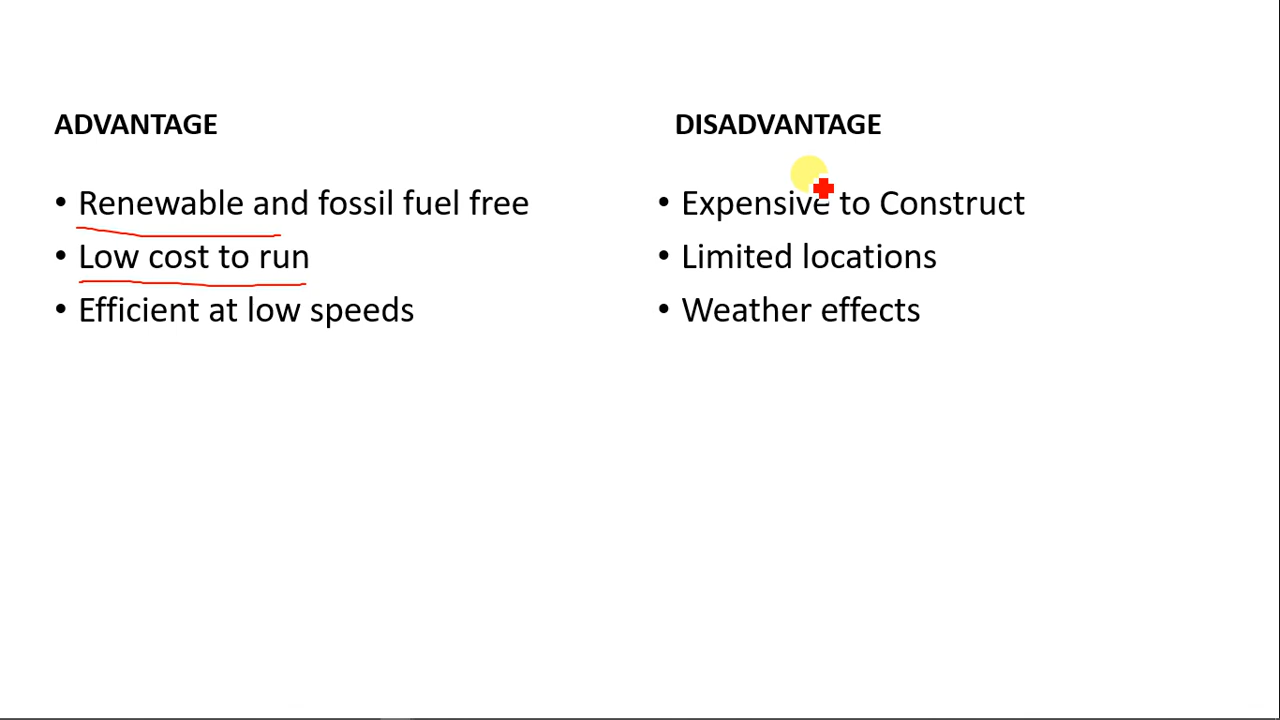 ADVANTAGE
• Renewable and fossil fuel free
• Low cost to run
• Efficient at low speeds
DISADVANTAGE
• Expensive to Construct
• Limited locations
• Weather effects